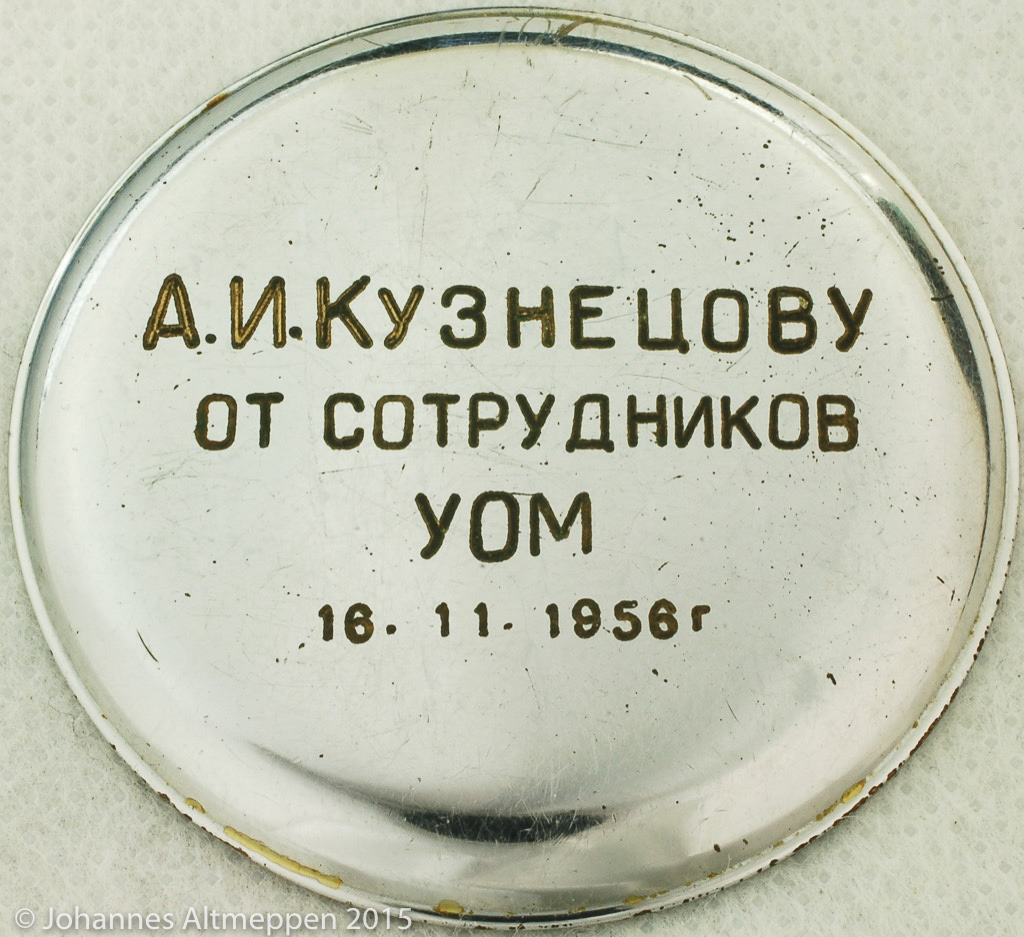 А.И.КУЗНЕЦОВУ
ОТ СОТРУДНИКОВ
УОМ
16. 11. 1956г
© Johannes Altmeppen 2015